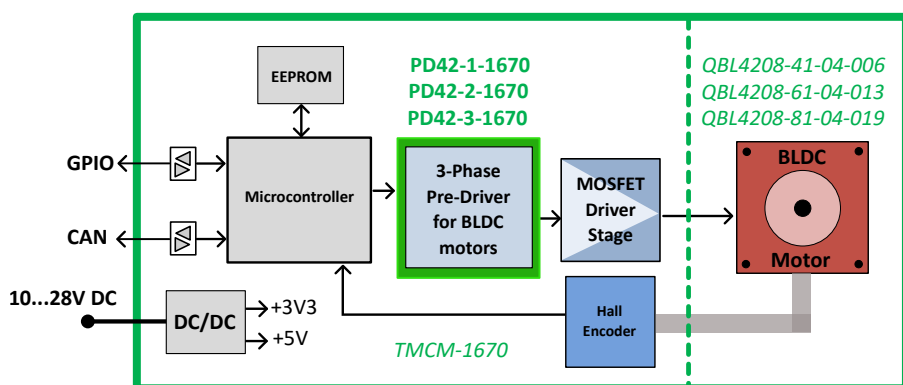 PD42-1-1670
PD42-2-1670
PD42-3-1670
QBL4208-41-04-006
QBL4208-61-04-013
QBL4208-81-04-019
EEPROM
GPIO
CAN
Microcontroller
3-Phase
Pre-Driver
for BLDC
motors
MOSFET
Driver
Stage
BLDC
Motor
10...28V DC
DC/DC
+3V3
+5V
Hall
Encoder
TMCM-1670